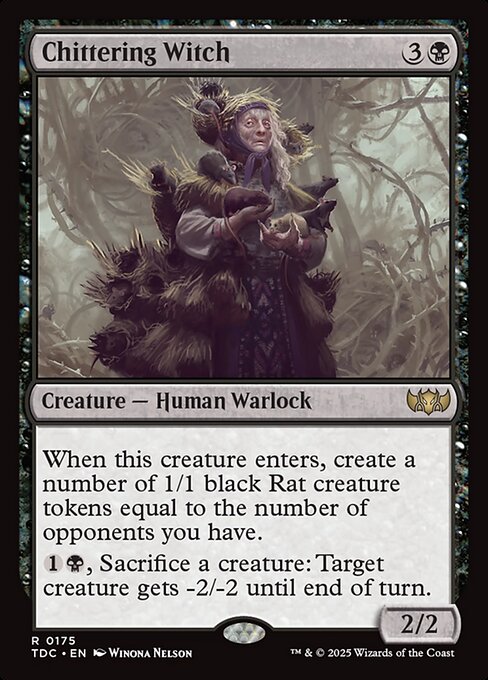 Chittering Witch 3
Creature — Human Warlock
When this creature enters, create a
number of 1/1 black Rat creature
tokens equal to the number of
opponents you have.
1, Sacrifice a creature: Target
creature gets -2/-2 until end of turn.
2/2
R 0175
TDC • EN Winona Nelson
™ & © 2025 Wizards of the Coast